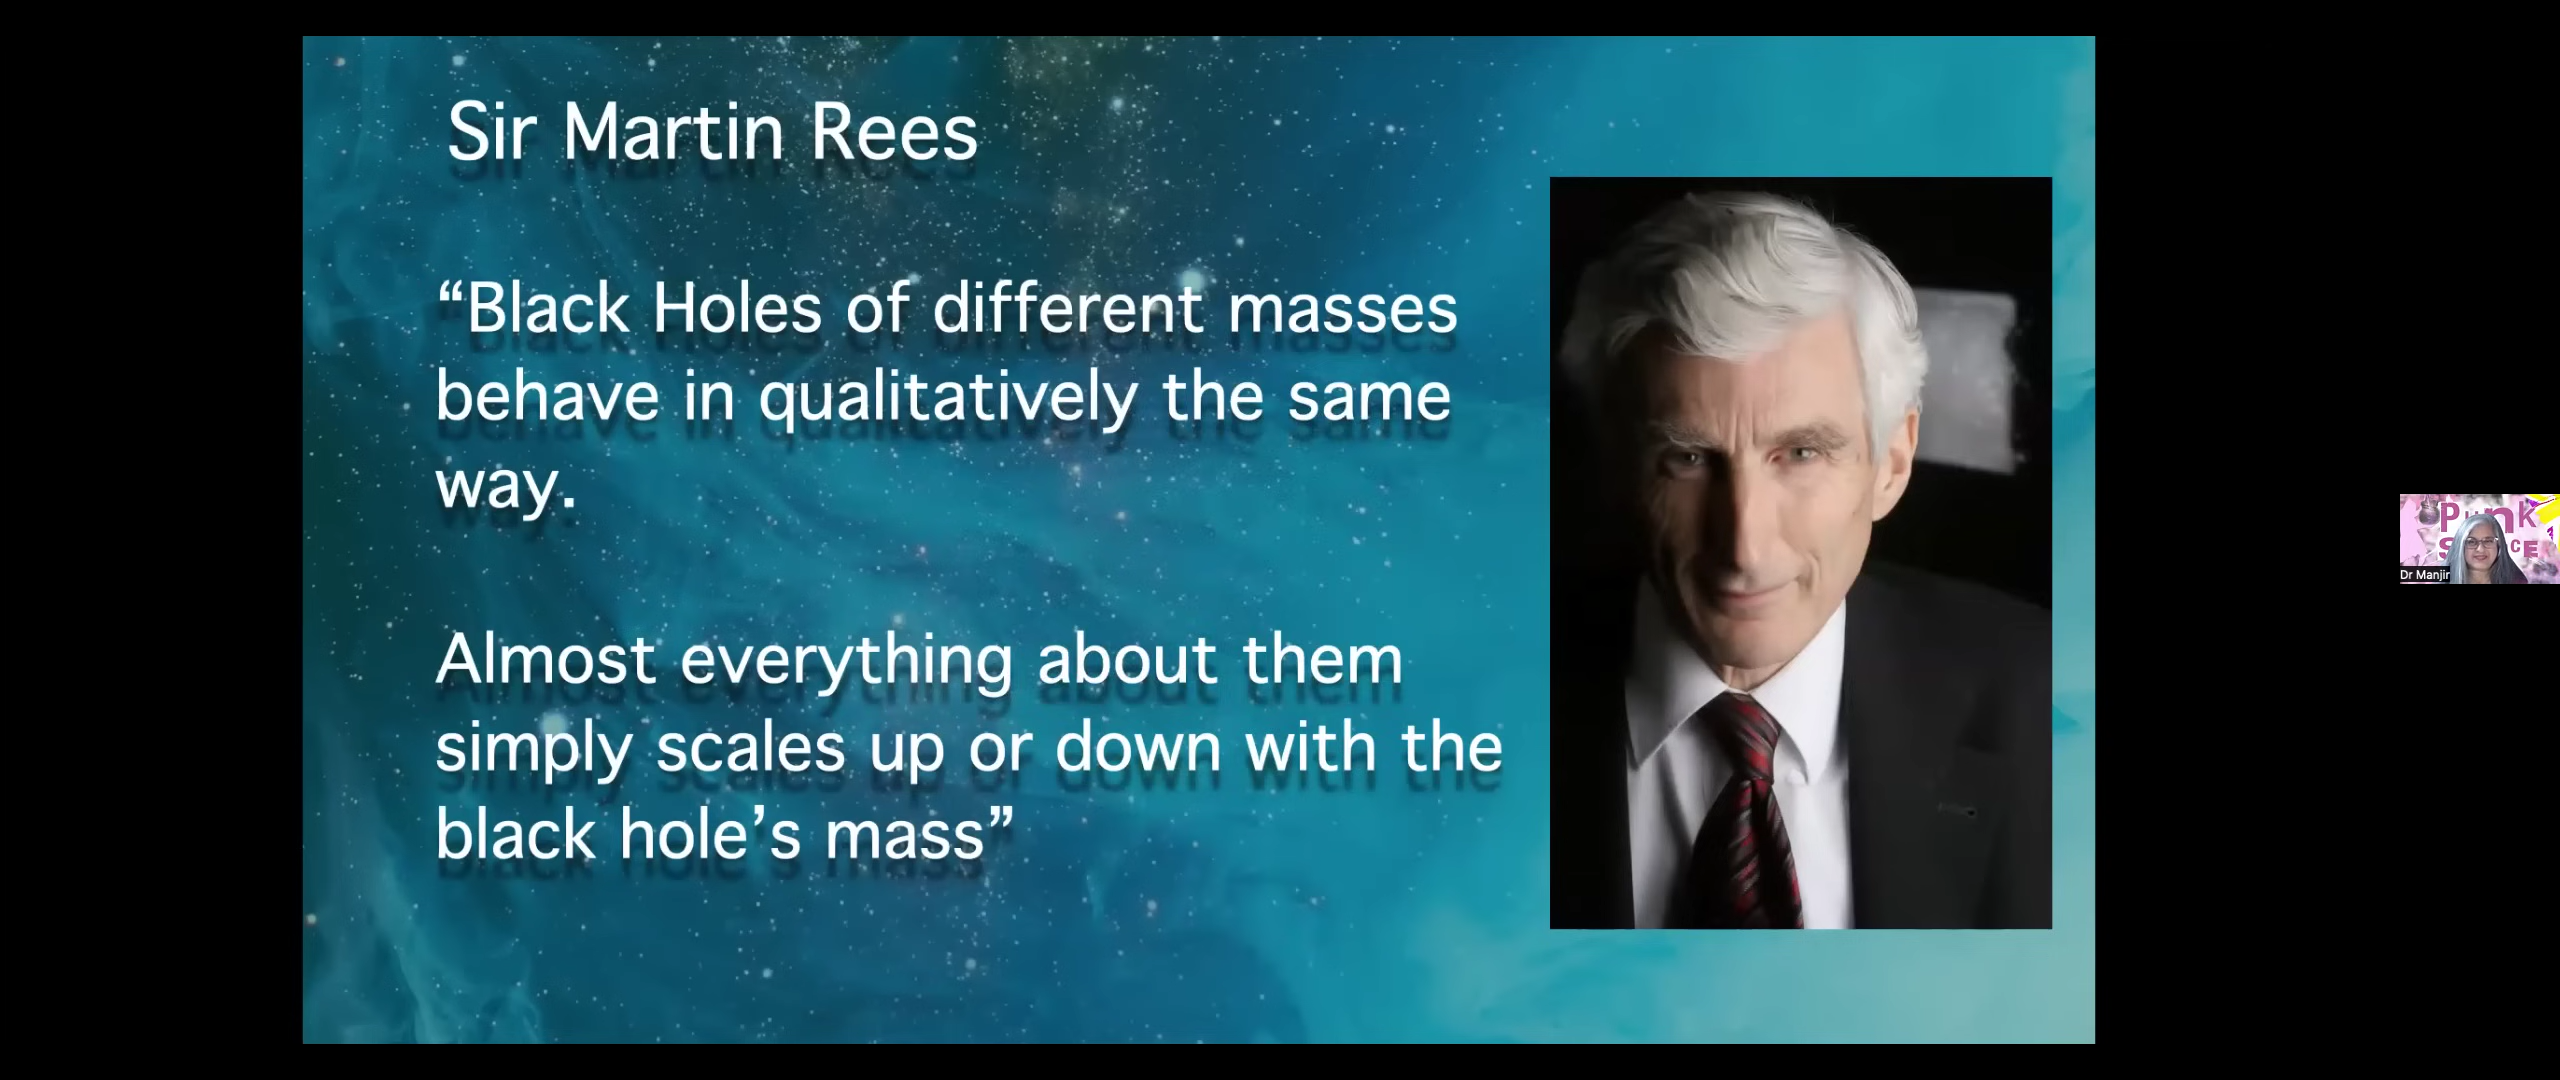 Sir Martin Rees
“Black Holes of different masses
behave in qualitatively the same
way.
Almost everything about them
simply scales up or down with the
black hole’s mass”
Punk
Dr Manjir